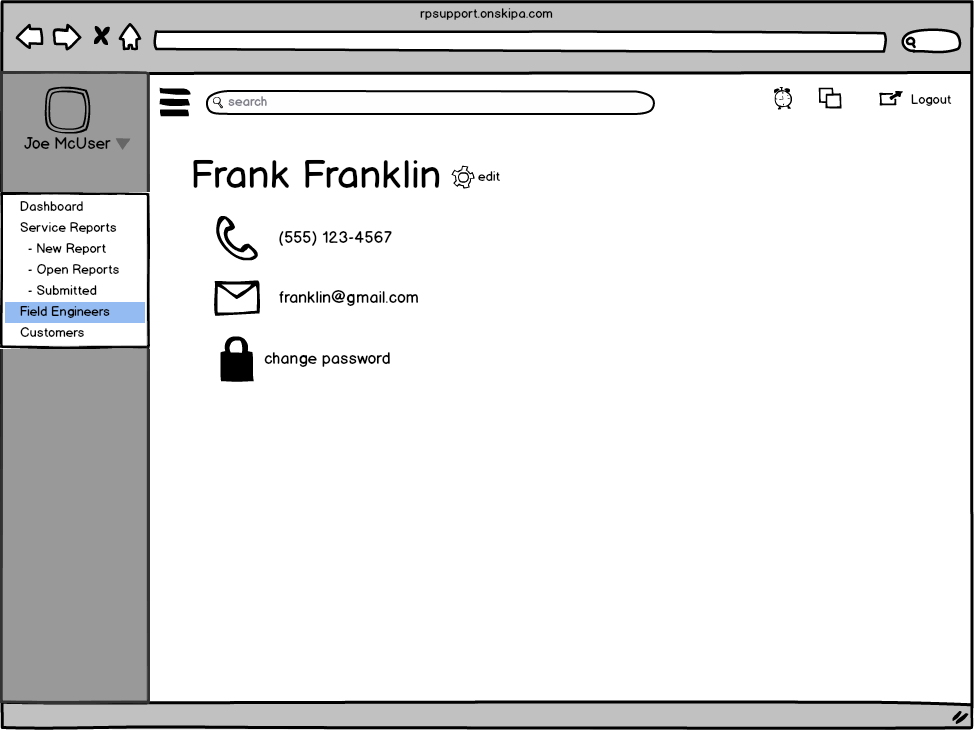 rpsupport.onskipa.com
search
Logout
Joe McUser
Frank Franklin edit
Dashboard
Service Reports
- New Report
- Open Reports
- Submitted
Field Engineers
Customers
(555) 123-4567
franklin@gmail.com
change password